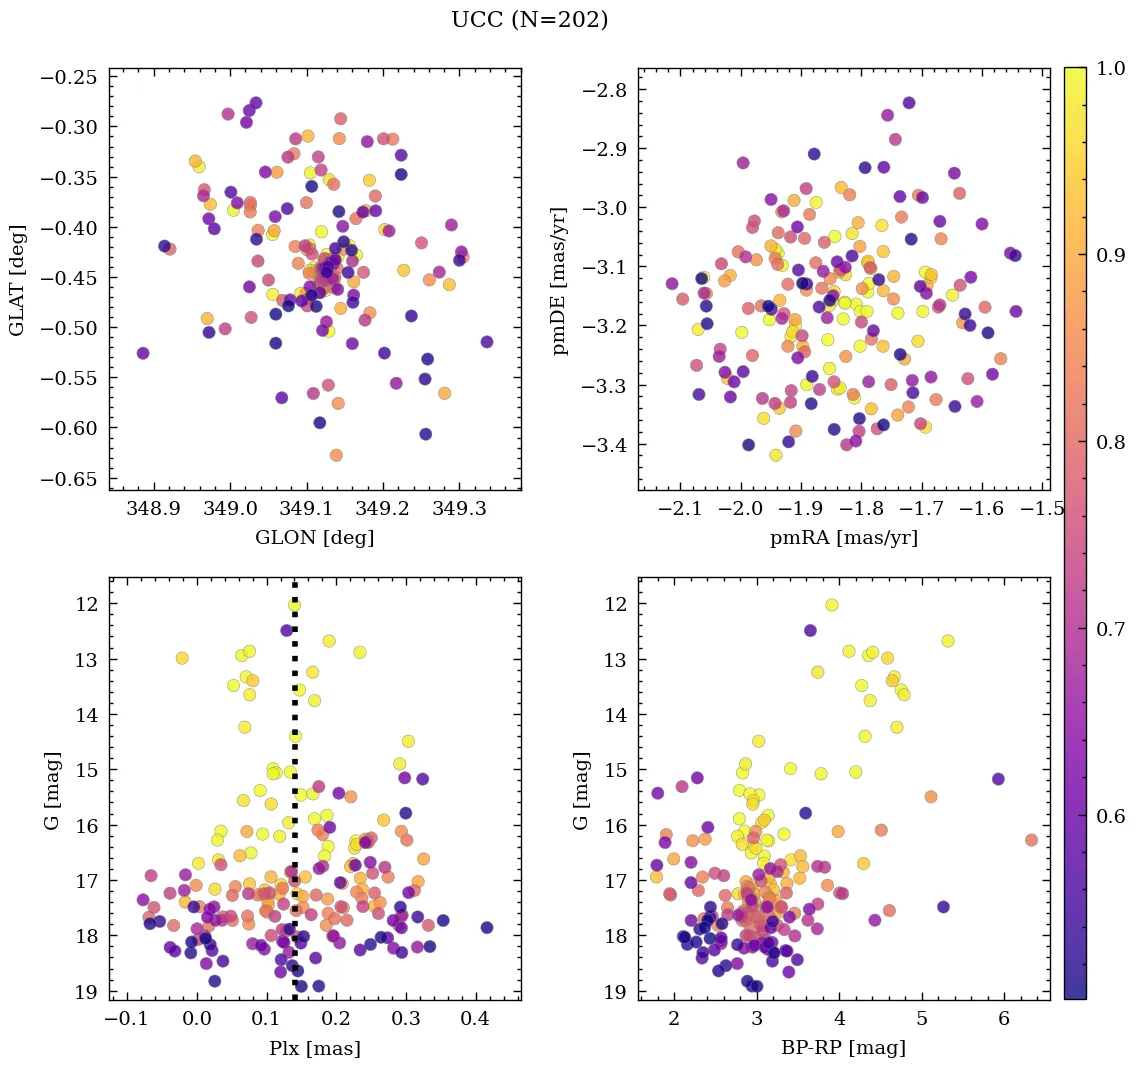 UCC (N=202)
−0.25
−0.30
−0.35
−0.40
−0.45
−0.50
−0.55
−0.60
−0.65
GLAT [deg]
348.9 349.0 349.1 349.2 349.3
GLON [deg]
−2.8
−2.9
−3.0
−3.1
−3.2
−3.3
−3.4
pmDE [mas/yr]
−2.1 −2.0 −1.9 −1.8 −1.7 −1.6 −1.5
pmRA [mas/yr]
1.0
0.9
0.8
0.7
0.6
12
13
14
15
16
17
18
19
G [mag]
−0.1 0.0 0.1 0.2 0.3 0.4
Plx [mas]
12
13
14
15
16
17
18
19
G [mag]
2 3 4 5 6
BP-RP [mag]